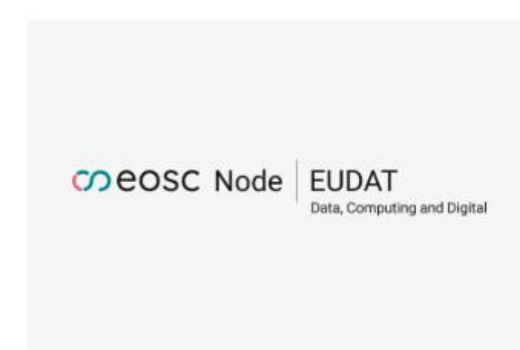 eosc Node | EUDAT
Data, Computing and Digital